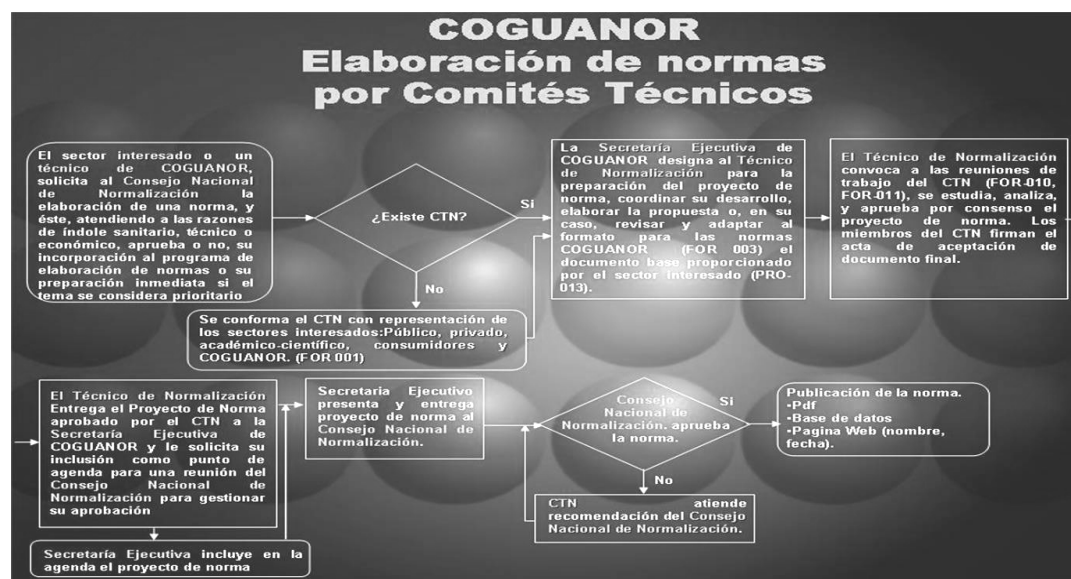 COGUANOR
Elaboración de normas
por Comités Técnicos
El sector interesado o un
técnico de COGUANOR,
solicita al Consejo Nacional
de Normalización la
elaboración de una norma, y
éste, atendiendo a las razones
de índole sanitario, técnico o
económico, aprueba o no, su
incorporación al programa de
elaboración de normas o su
preparación inmediata si el
tema se considera prioritario
¿Existe CTN?
Si
No
Se conforma el CTN con representación de
los sectores interesados:Público, privado,
académico-científico, consumidores y
COGUANOR. (FOR 001)
La Secretaría Ejecutiva de
COGUANOR designa al Técnico
de Normalización para la
preparación del proyecto de
norma, coordinar su desarrollo,
elaborar la propuesta o, en su
caso, revisar y adaptar al
formato para las normas
COGUANOR (FOR 003) el
documento base proporcionado
por el sector interesado (PRO-
013).
El Técnico de Normalización
convoca a las reuniones de
trabajo del CTN (FOR-010,
FOR-011), se estudia, analiza,
y aprueba por consenso el
proyecto de norma. Los
miembros del CTN firman el
acta de aceptación de
documento final.
El Técnico de Normalización
Entrega el Proyecto de Norma
aprobado por el CTN a la
Secretaría Ejecutiva de
COGUANOR y le solicita su
inclusión como punto de
agenda para una reunión del
Consejo Nacional de
Normalización para gestionar
su aprobación
Secretaría Ejecutiva incluye en la
agenda el proyecto de norma
Secretaria Ejecutivo
presenta y entrega
proyecto de norma al
Consejo Nacional de
Normalización.
Consejo
Nacional de
Normalización. aprueba
la norma.
Si
No
CTN atiende
recomendación del Consejo
Nacional de Normalización.
Publicación de la norma.
•Pdf
•Base de datos
•Pagina Web (nombre,
fecha).